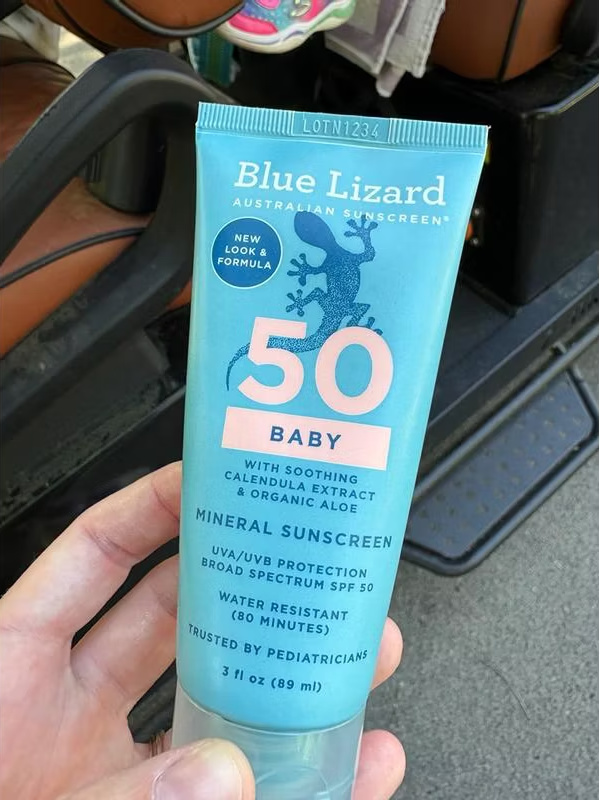 LOTN1234
Blue Lizard
AUSTRALIAN SUNSCREEN®
NEW
LOOK &
FORMULA
50
BABY
WITH SOOTHING
CALENDULA EXTRACT
& ORGANIC ALOE
MINERAL SUNSCREEN
UVA/UVB PROTECTION
BROAD SPECTRUM SPF 50
WATER RESISTANT
(80 MINUTES)
TRUSTED BY PEDIATRICIANS
3 fl oz (89 ml)